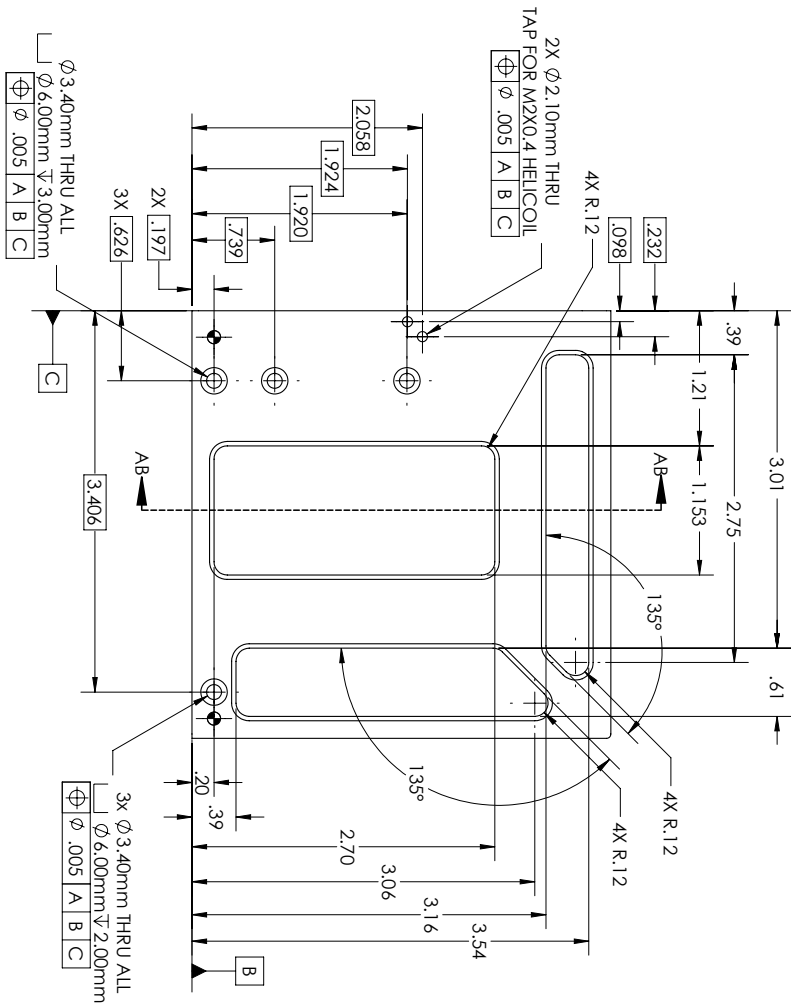 2X Ø2.10mm THRU
TAP FOR M2X0.4 HELICOIL
⌖ Ø .005 A B C
4X R.12
.232
.098
.39
1.21
3.01
2.75
1.153
.61
135°
4X R.12
4X R.12
135°
2.058
1.924
1.920
.739
2X .197
3X .626
Ø3.40mm THRU ALL
⌴ Ø6.00mm ↧ 3.00mm
⌖ Ø .005 A B C
C
AB
AB
3.406
.20
.39
2.70
3.06
3.16
3.54
B
3x Ø3.40mm THRU ALL
⌴ Ø6.00mm ↧ 2.00mm
⌖ Ø .005 A B C